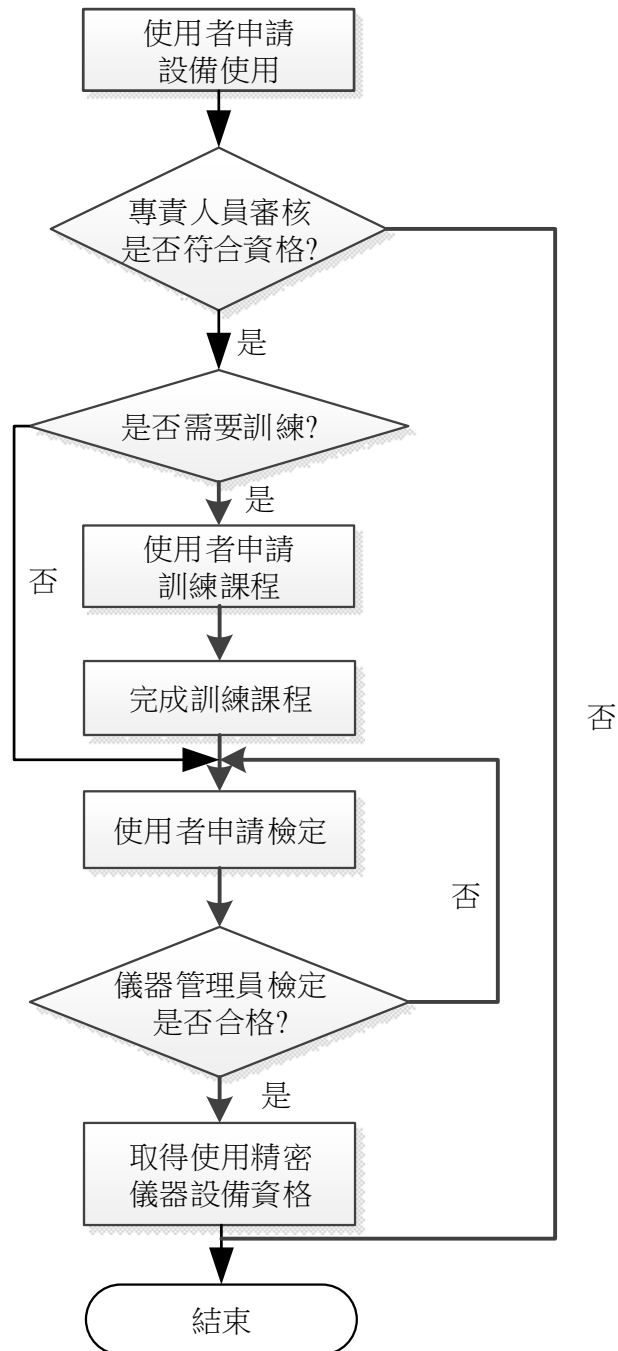 使用者申請
設備使用
專責人員審核
是否符合資格?
是
是否需要訓練?
是
使用者申請
訓練課程
否
完成訓練課程
否
使用者申請檢定
否
儀器管理員檢定
是否合格?
是
取得使用精密
儀器設備資格
結束